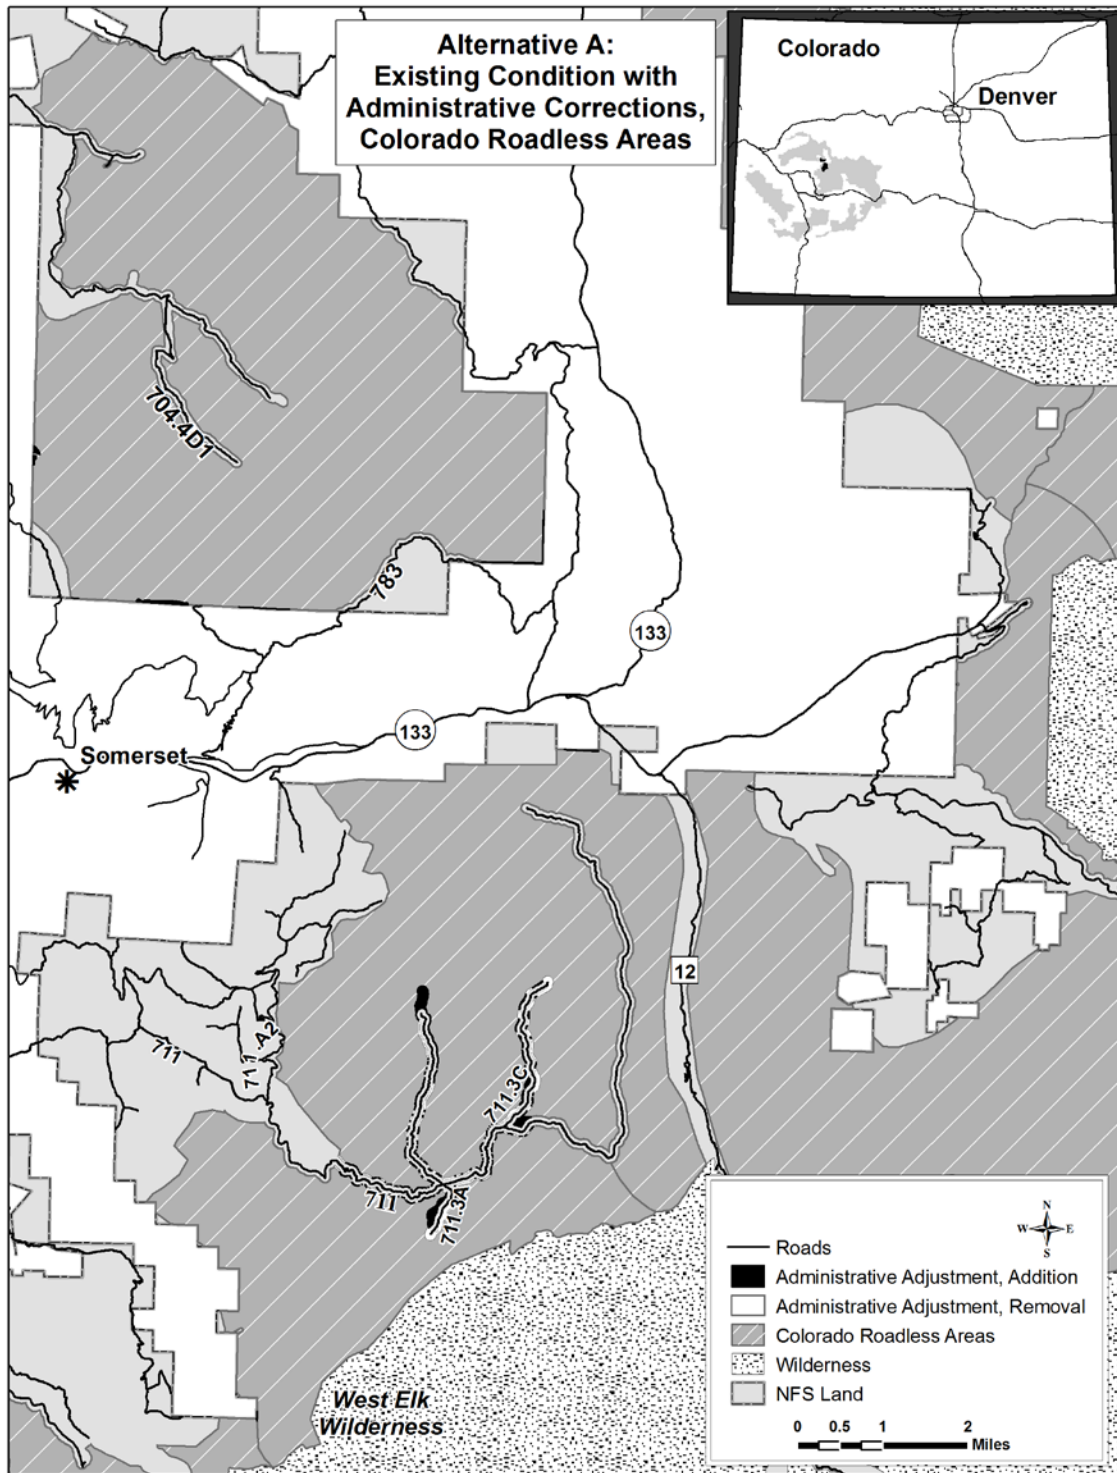 Alternative A:
Existing Condition with
Administrative Corrections,
Colorado Roadless Areas
Colorado
Denver
704.4D1
783
133
133
Somerset
12
711
711.A2
711.3C
711
711.3A
West Elk
Wilderness
N
W E
S
Roads
Administrative Adjustment, Addition
Administrative Adjustment, Removal
Colorado Roadless Areas
Wilderness
NFS Land
0 0.5 1 2
Miles